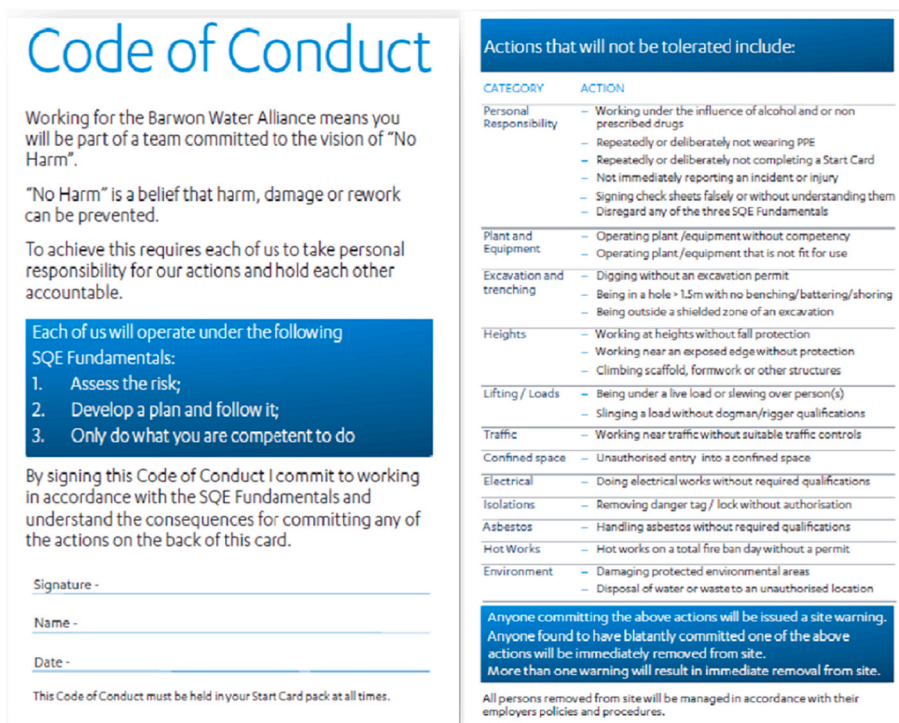 Code of Conduct
Working for the Barwon Water Alliance means you
will be part of a team committed to the vision of "No
Harm".
"No Harm" is a belief that harm, damage or rework
can be prevented.
To achieve this requires each of us to take personal
responsibility for our actions and hold each other
accountable.
Each of us will operate under the following
SQE Fundamentals:
1. Assess the risk;
2. Develop a plan and follow it;
3. Only do what you are competent to do
By signing this Code of Conduct I commit to working
in accordance with the SQE Fundamentals and
understand the consequences for committing any of
the actions on the back of this card.
Signature -
Name -
Date -
This Code of Conduct must be held in your Start Card pack at all times.
Actions that will not be tolerated include:
CATEGORY ACTION
Personal – Working under the influence of alcohol and or non
Responsibility prescribed drugs
– Repeatedly or deliberately not wearing PPE
– Repeatedly or deliberately not completing a Start Card
– Not immediately reporting an incident or injury
– Signing check sheets falsely or without understanding them
– Disregard any of the three SQE Fundamentals
Plant and – Operating plant /equipment without competency
Equipment – Operating plant /equipment that is not fit for use
Excavation and – Digging without an excavation permit
trenching – Being in a hole > 1.5m with no benching/battering/shoring
– Being outside a shielded zone of an excavation
Heights – Working at heights without fall protection
– Working near an exposed edge without protection
– Climbing scaffold, formwork or other structures
Lifting / Loads – Being under a live load or slewing over person(s)
– Slinging a load without dogman/rigger qualifications
Traffic – Working near traffic without suitable traffic controls
Confined space – Unauthorised entry into a confined space
Electrical – Doing electrical works without required qualifications
Isolations – Removing danger tag / lock without authorisation
Asbestos – Handling asbestos without required qualifications
Hot Works – Hot works on a total fire ban day without a permit
Environment – Damaging protected environmental areas
– Disposal of water or waste to an unauthorised location
Anyone committing the above actions will be issued a site warning.
Anyone found to have blatantly committed one of the above
actions will be immediately removed from site.
More than one warning will result in immediate removal from site.
All persons removed from site will be managed in accordance with their
employers policies and procedures.